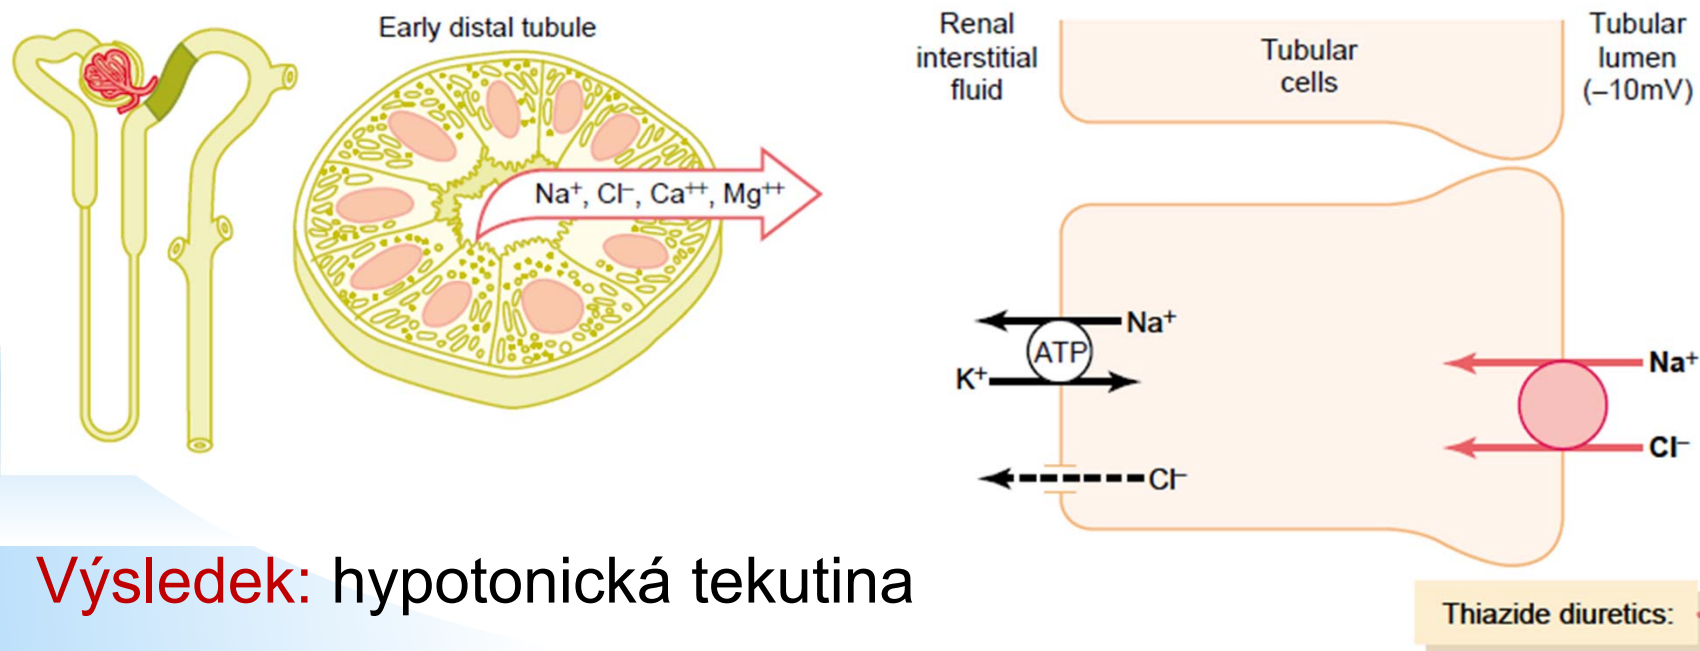 Early distal tubule
Na⁺, Cl⁻, Ca⁺⁺, Mg⁺⁺
Renal
interstitial
fluid
Tubular
cells
Tubular
lumen
(–10mV)
Na⁺
ATP
K⁺
Cl⁻
Na⁺
Cl⁻
Výsledek: hypotonická tekutina
Thiazide diuretics: